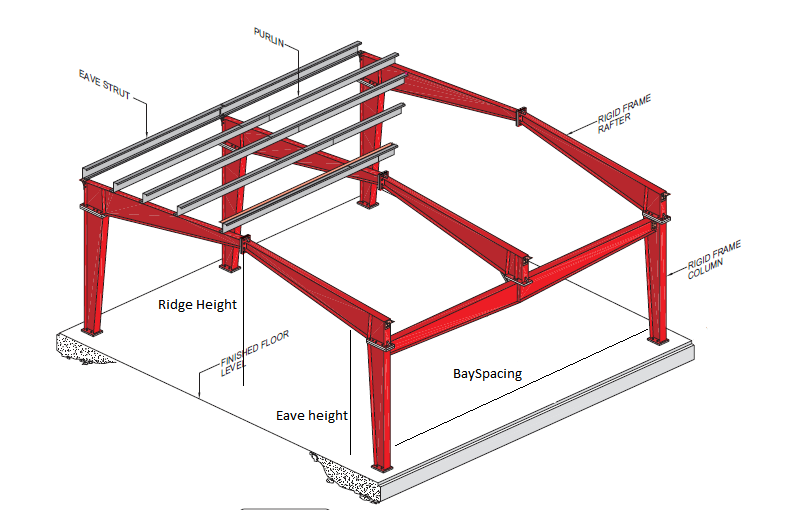 PURLIN
EAVE STRUT
RIGID FRAME
RAFTER
RIGID FRAME
COLUMN
Ridge Height
FINISHED FLOOR
LEVEL
BaySpacing
Eave height